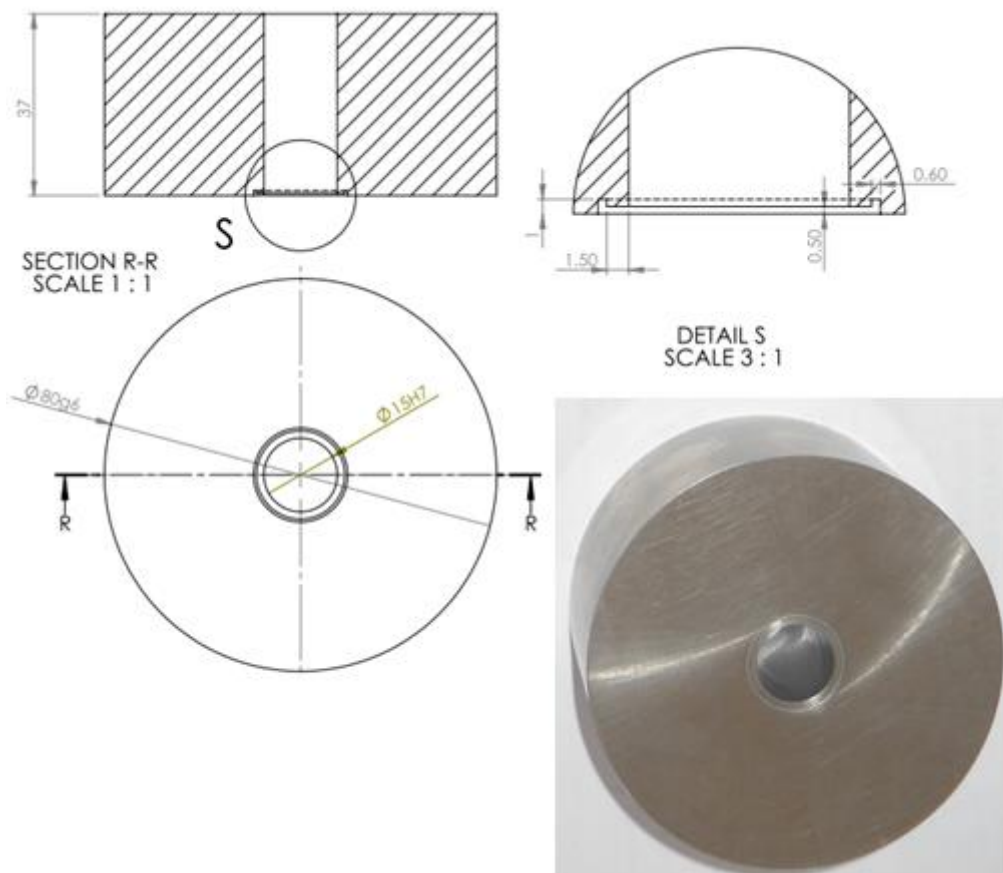 37
S
SECTION R-R
SCALE 1 : 1
0.60
1
1.50
0.50
DETAIL S
SCALE 3 : 1
Ø80g6
Ø15H7
R
R